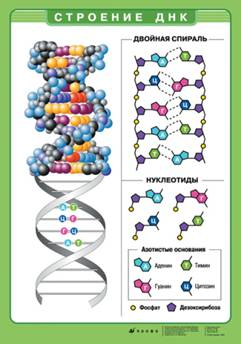 СТРОЕНИЕ ДНК
ДВОЙНАЯ СПИРАЛЬ
А Т
Ц Г
Г Ц
Т А
НУКЛЕОТИДЫ
А Т
Г Ц
А Т
Ц Г
Г Ц
А Т
Азотистые основания
А Аденин
Т Тимин
Г Гуанин
Ц Цитозин
Фосфат
Дезоксирибоза